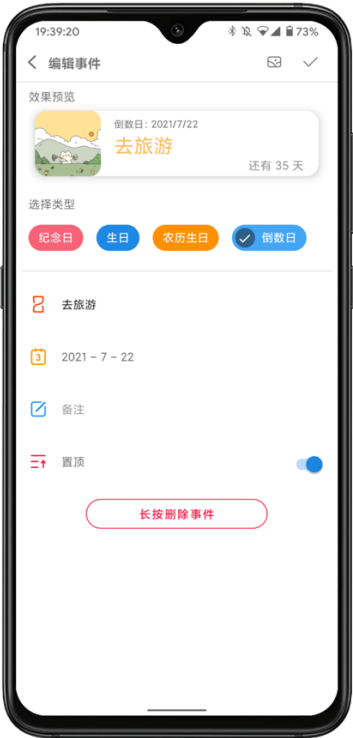 19:39:20 73%
编辑事件
效果预览
倒数日: 2021/7/22
去旅游
还有 35 天
选择类型
纪念日 生日 农历生日 倒数日
去旅游
3 2021 - 7 - 22
备注
置顶
长按删除事件